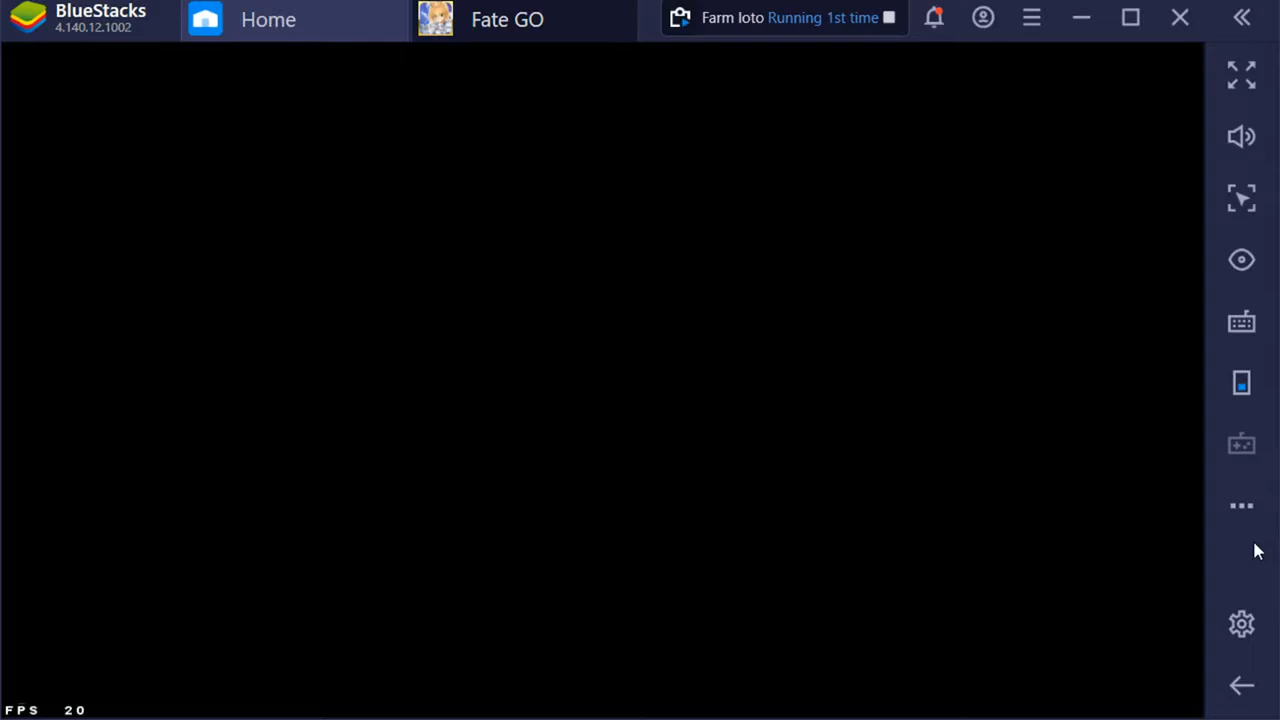 BlueStacks
4.140.12.1002
Home
Fate GO
Farm loto Running 1st time
FPS 20